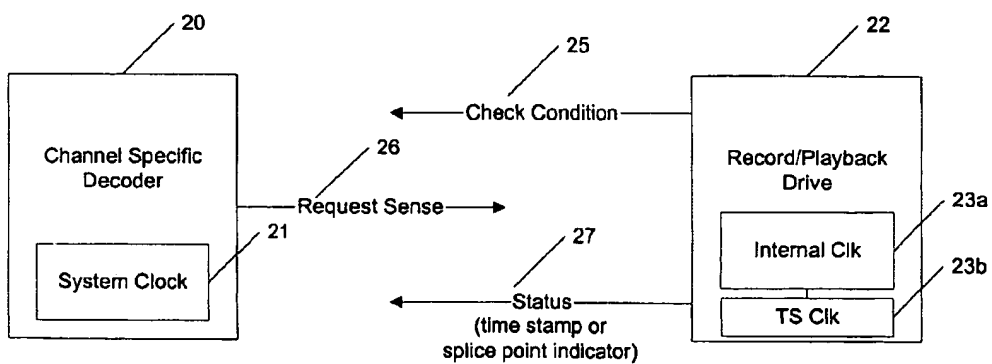 20
25
22
Check Condition
Channel Specific
Decoder
26
Record/Playback
Drive
Request Sense
23a
21
27
Internal Clk
System Clock
23b
Status
TS Clk
(time stamp or
splice point indicator)